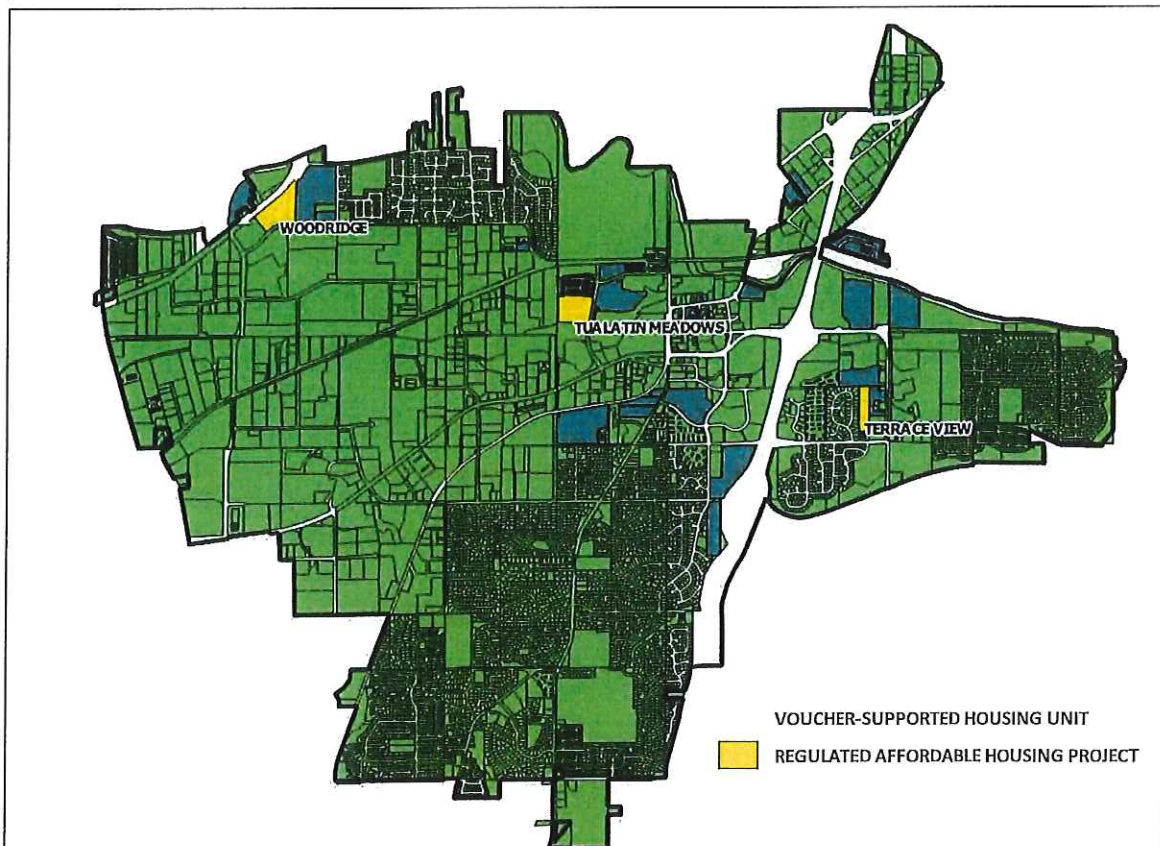 WOODRIDGE
TUALATIN MEADOWS
TERRACE VIEW
VOUCHER-SUPPORTED HOUSING UNIT
REGULATED AFFORDABLE HOUSING PROJECT